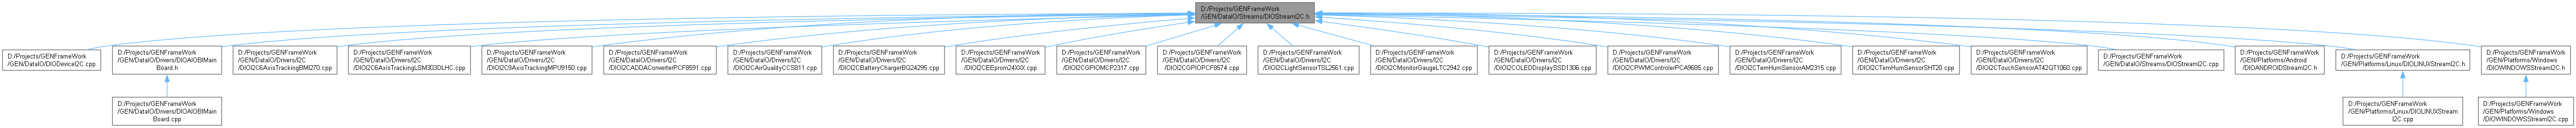 D:/Projects/GENFrameWork
/GEN/DataIO/Streams/DIOStreamI2C.h
D:/Projects/GENFrameWork
/GEN/DataIO/DIODeviceI2C.cpp
D:/Projects/GENFrameWork
/GEN/DataIO/Drivers/DIOAIOBIMain
Board.h
D:/Projects/GENFrameWork
/GEN/DataIO/Drivers/I2C
/DIOI2C6AxisTrackingBMI270.cpp
D:/Projects/GENFrameWork
/GEN/DataIO/Drivers/I2C
/DIOI2C6AxisTrackingLSM303DLHC.cpp
D:/Projects/GENFrameWork
/GEN/DataIO/Drivers/I2C
/DIOI2C9AxisTrackingMPU9150.cpp
D:/Projects/GENFrameWork
/GEN/DataIO/Drivers/I2C
/DIOI2CADDAConverterPCF8591.cpp
D:/Projects/GENFrameWork
/GEN/DataIO/Drivers/I2C
/DIOI2CAirQualityCCS811.cpp
D:/Projects/GENFrameWork
/GEN/DataIO/Drivers/I2C
/DIOI2CBatteryChargerBQ24295.cpp
D:/Projects/GENFrameWork
/GEN/DataIO/Drivers/I2C
/DIOI2CEEprom24XXX.cpp
D:/Projects/GENFrameWork
/GEN/DataIO/Drivers/I2C
/DIOI2CGPIOMCP2317.cpp
D:/Projects/GENFrameWork
/GEN/DataIO/Drivers/I2C
/DIOI2CGPIOPCF8574.cpp
D:/Projects/GENFrameWork
/GEN/DataIO/Drivers/I2C
/DIOI2CLightSensorTSL2561.cpp
D:/Projects/GENFrameWork
/GEN/DataIO/Drivers/I2C
/DIOI2CMonitorGaugeLTC2942.cpp
D:/Projects/GENFrameWork
/GEN/DataIO/Drivers/I2C
/DIOI2COLEDDisplaySSD1306.cpp
D:/Projects/GENFrameWork
/GEN/DataIO/Drivers/I2C
/DIOI2CPWMControlerPCA9685.cpp
D:/Projects/GENFrameWork
/GEN/DataIO/Drivers/I2C
/DIOI2CTemHumSensorAM2315.cpp
D:/Projects/GENFrameWork
/GEN/DataIO/Drivers/I2C
/DIOI2CTemHumSensorSHT20.cpp
D:/Projects/GENFrameWork
/GEN/DataIO/Drivers/I2C
/DIOI2CTouchSensorAT42QT1060.cpp
D:/Projects/GENFrameWork
/GEN/DataIO/Streams/DIOStreamI2C.cpp
D:/Projects/GENFrameWork
/GEN/Platforms/Android
/DIOANDROIDStreamI2C.h
D:/Projects/GENFrameWork
/GEN/Platforms/Linux/DIOLINUXStreamI2C.h
D:/Projects/GENFrameWork
/GEN/Platforms/Windows
/DIOWINDOWSStreamI2C.h
D:/Projects/GENFrameWork
/GEN/DataIO/Drivers/DIOAIOBIMain
Board.cpp
D:/Projects/GENFrameWork
/GEN/Platforms/Linux/DIOLINUXStream
I2C.cpp
D:/Projects/GENFrameWork
/GEN/Platforms/Windows
/DIOWINDOWSStreamI2C.cpp